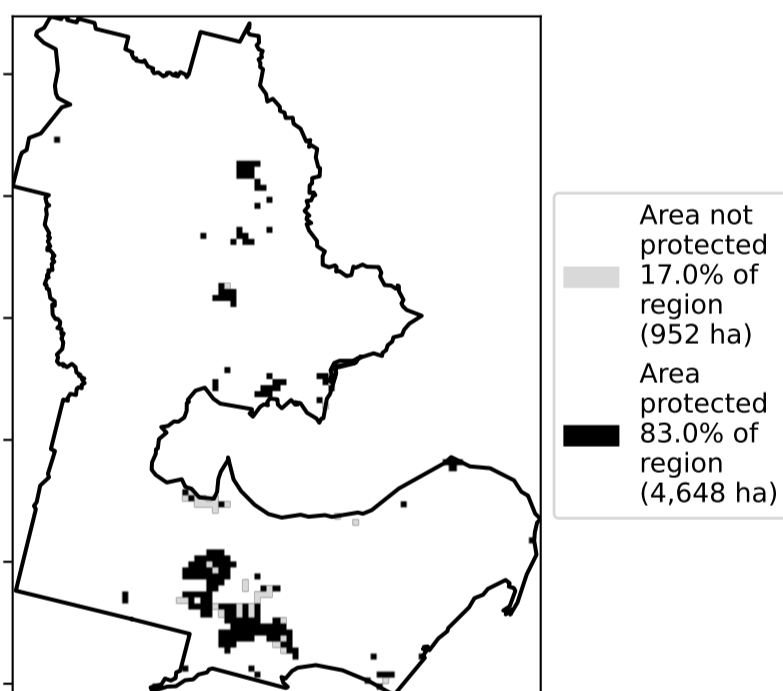 Area not
protected
17.0% of
region
(952 ha)
Area
protected
83.0% of
region
(4,648 ha)